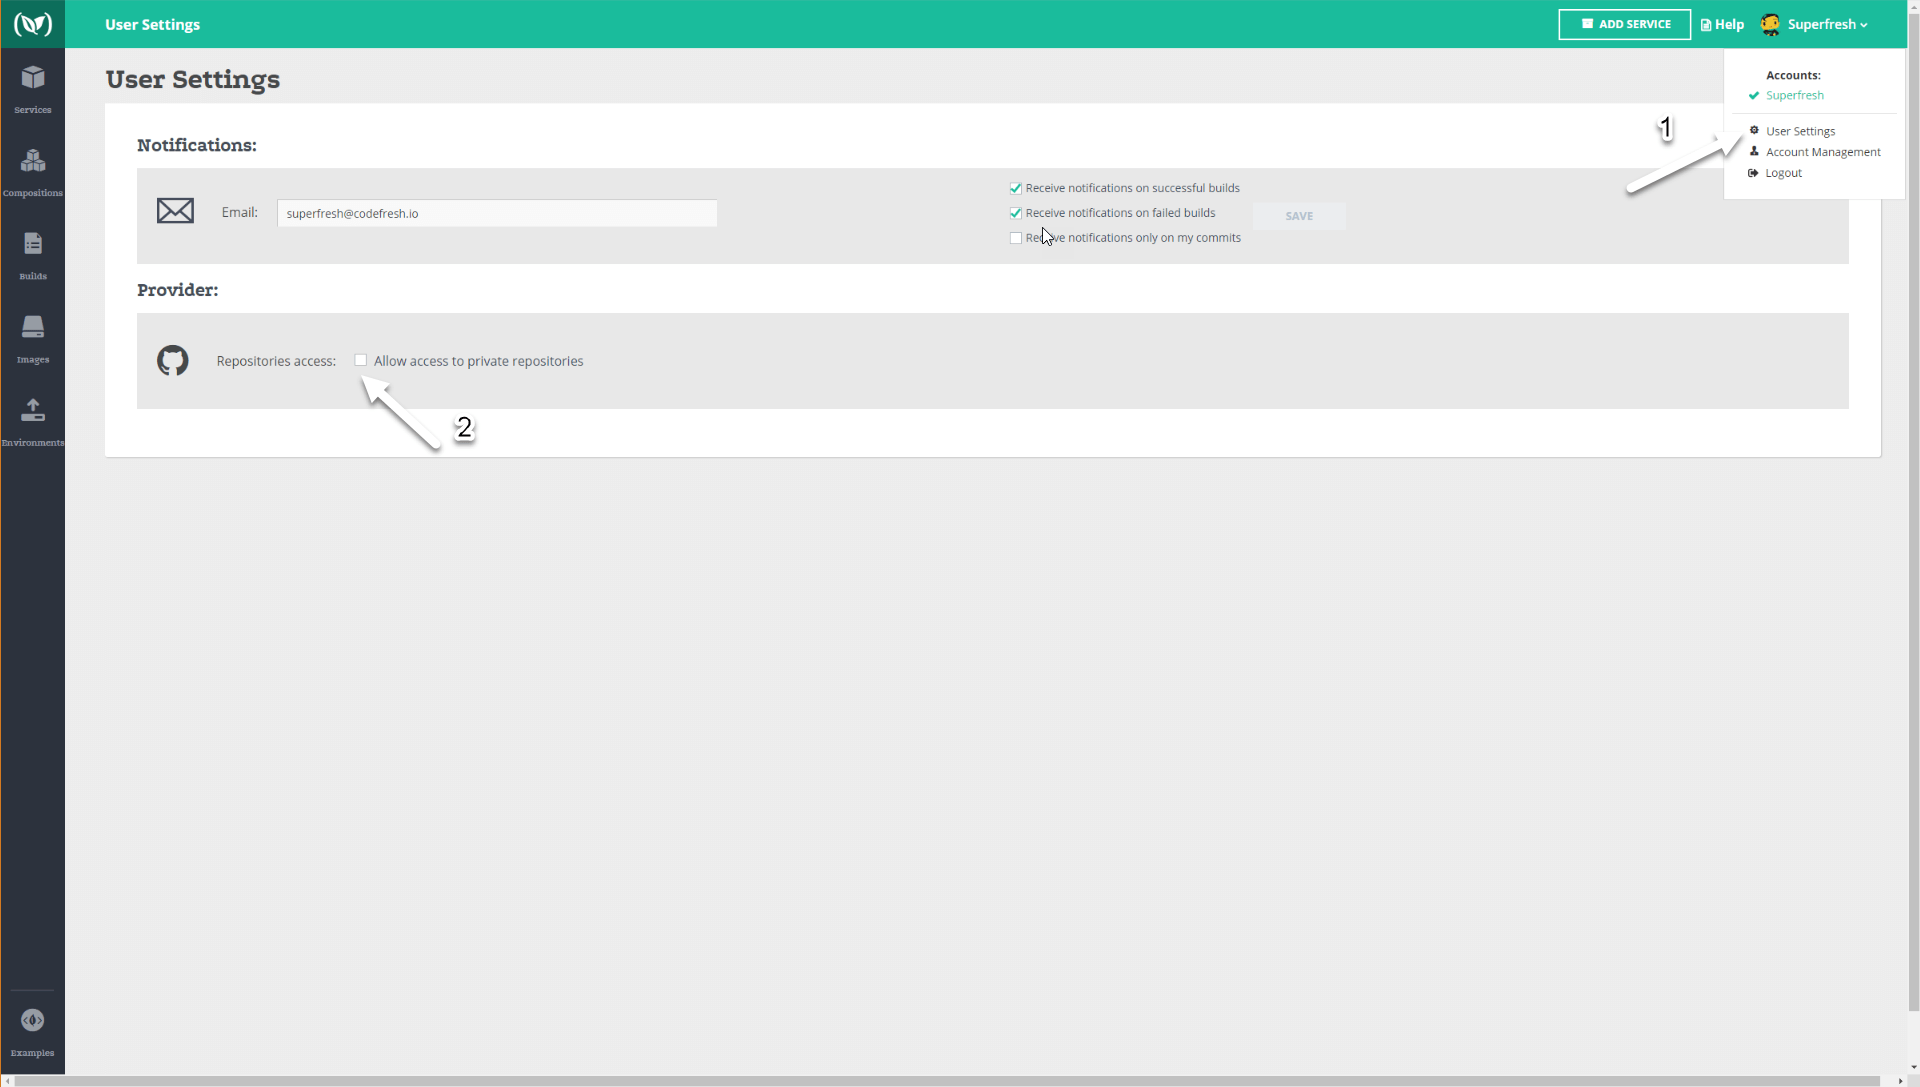 User Settings
ADD SERVICE
Help
Superfresh
Services
Compositions
Builds
Images
Environments
Examples
User Settings
Accounts:
Superfresh
User Settings
Account Management
Logout
1
Notifications:
Email:
superfresh@codefresh.io
Receive notifications on successful builds
Receive notifications on failed builds
Receive notifications only on my commits
SAVE
Provider:
Repositories access:
Allow access to private repositories
2